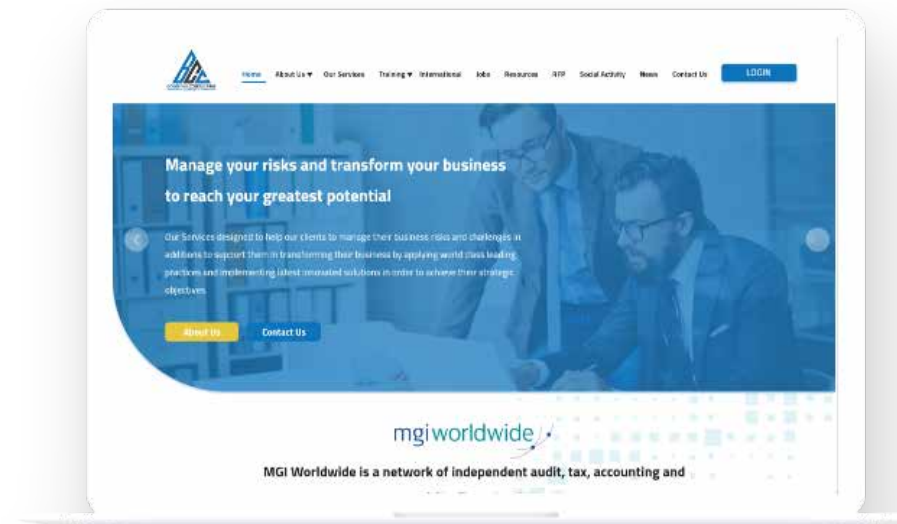 Home About Us ▼ Our Services Training ▼ International Jobs Resources RFP Social Activity News Contact Us LOGIN
Manage your risks and transform your business
to reach your greatest potential
Our Services designed to help our clients to manage their business risks and challenges in
additions to support them in transforming their business by applying world class leading
practices and implementing latest innovated solutions in order to achieve their strategic
objectives.
About Us Contact Us
mgiworldwide
MGI Worldwide is a network of independent audit, tax, accounting and